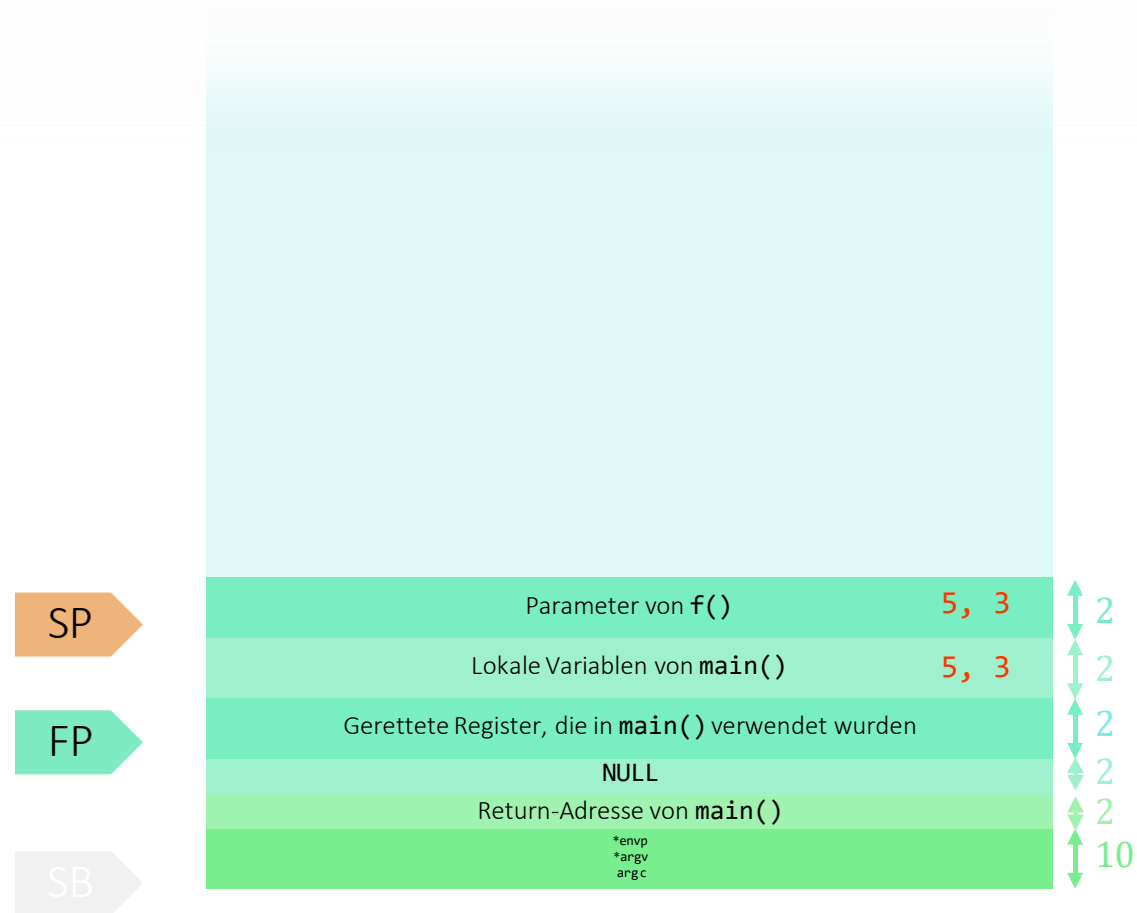 SP
Parameter von f() 5, 3 2
Lokale Variablen von main() 5, 3 2
FP
Gerettete Register, die in main() verwendet wurden 2
NULL 2
Return-Adresse von main() 2
*envp
*argv
argc
10
SB